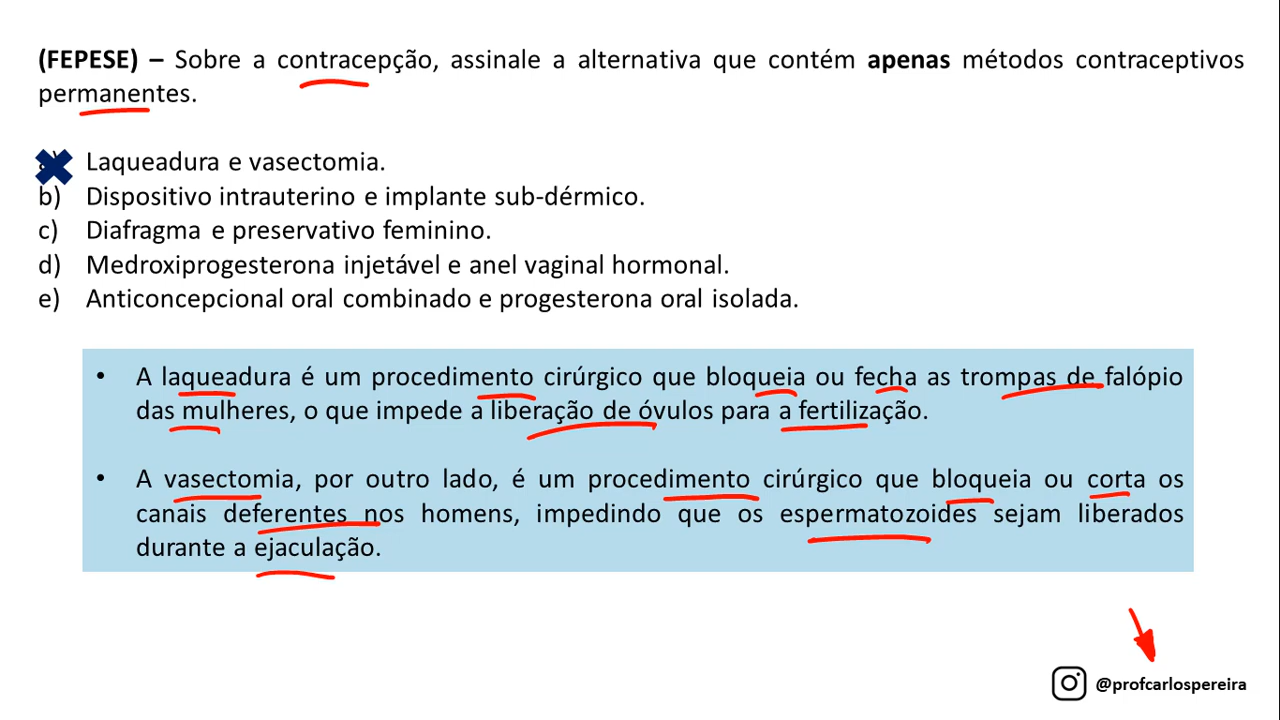 (FEPESE) – Sobre a contracepção, assinale a alternativa que contém apenas métodos contraceptivos
permanentes.
Laqueadura e vasectomia.
b) Dispositivo intrauterino e implante sub-dérmico.
c) Diafragma e preservativo feminino.
d) Medroxiprogesterona injetável e anel vaginal hormonal.
e) Anticoncepcional oral combinado e progesterona oral isolada.
• A laqueadura é um procedimento cirúrgico que bloqueia ou fecha as trompas de falópio
das mulheres, o que impede a liberação de óvulos para a fertilização.
• A vasectomia, por outro lado, é um procedimento cirúrgico que bloqueia ou corta os
canais deferentes nos homens, impedindo que os espermatozoides sejam liberados
durante a ejaculação.
@profcarlospereira